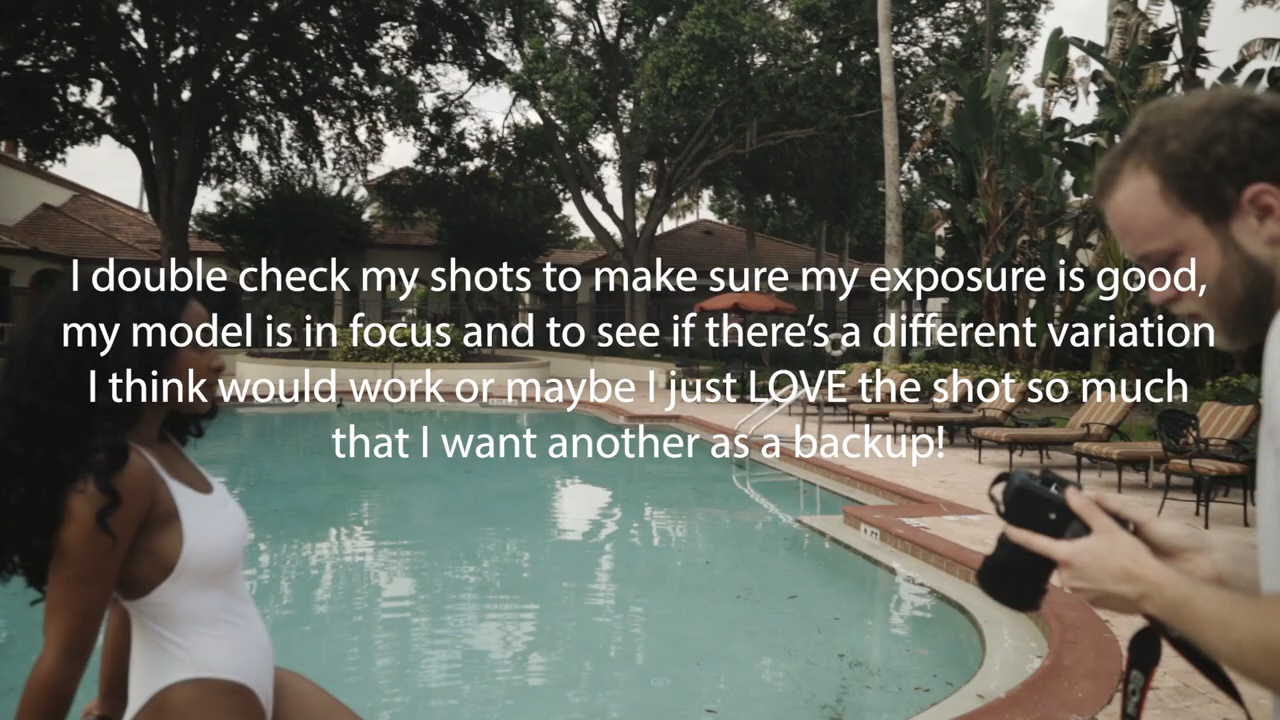 I double check my shots to make sure my exposure is good,
my model is in focus and to see if there’s a different variation
I think would work or maybe I just LOVE the shot so much
that I want another as a backup!